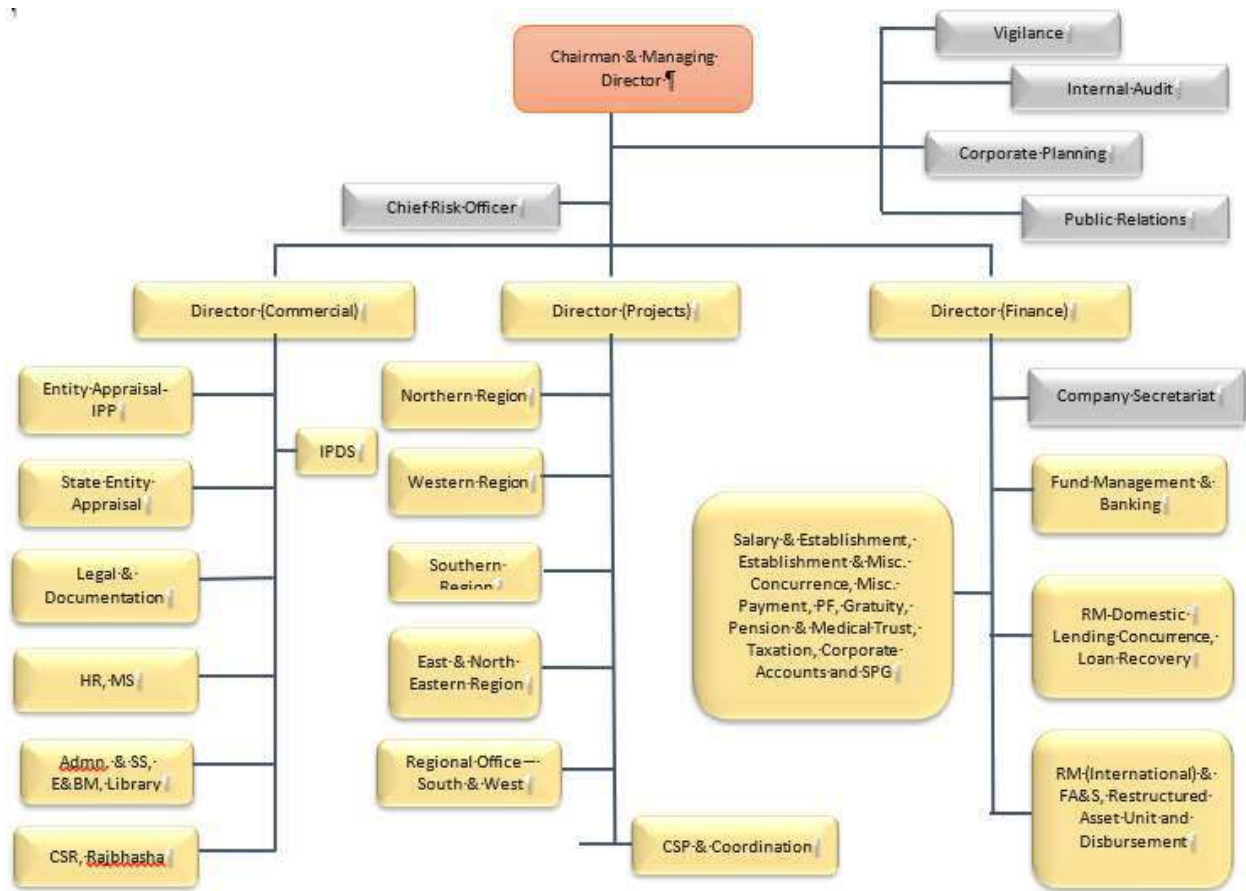 ¶
Chairman & Managing
Director ¶
Vigilance
Internal Audit
Corporate Planning
Public Relations
Chief Risk Officer
Director (Commercial)
Director (Projects)
Director (Finance)
Entity Appraisal-
IPP
IPDS
State Entity
Appraisal
Legal &
Documentation
HR, MS
Admn. & SS,
E&BM, Library
CSR, Rajbhasha
Northern Region
Western Region
Southern
Region
East & North
Eastern Region
Regional Office –
South & West
CSP & Coordination
Company Secretariat
Fund Management &
Banking
Salary & Establishment,
Establishment & Misc.
Concurrence, Misc.
Payment, PF, Gratuity,
Pension & Medical Trust,
Taxation, Corporate
Accounts and SPG
RM-Domestic
Lending Concurrence,
Loan Recovery
RM (International) &
FA&S, Restructured
Asset Unit and
Disbursement